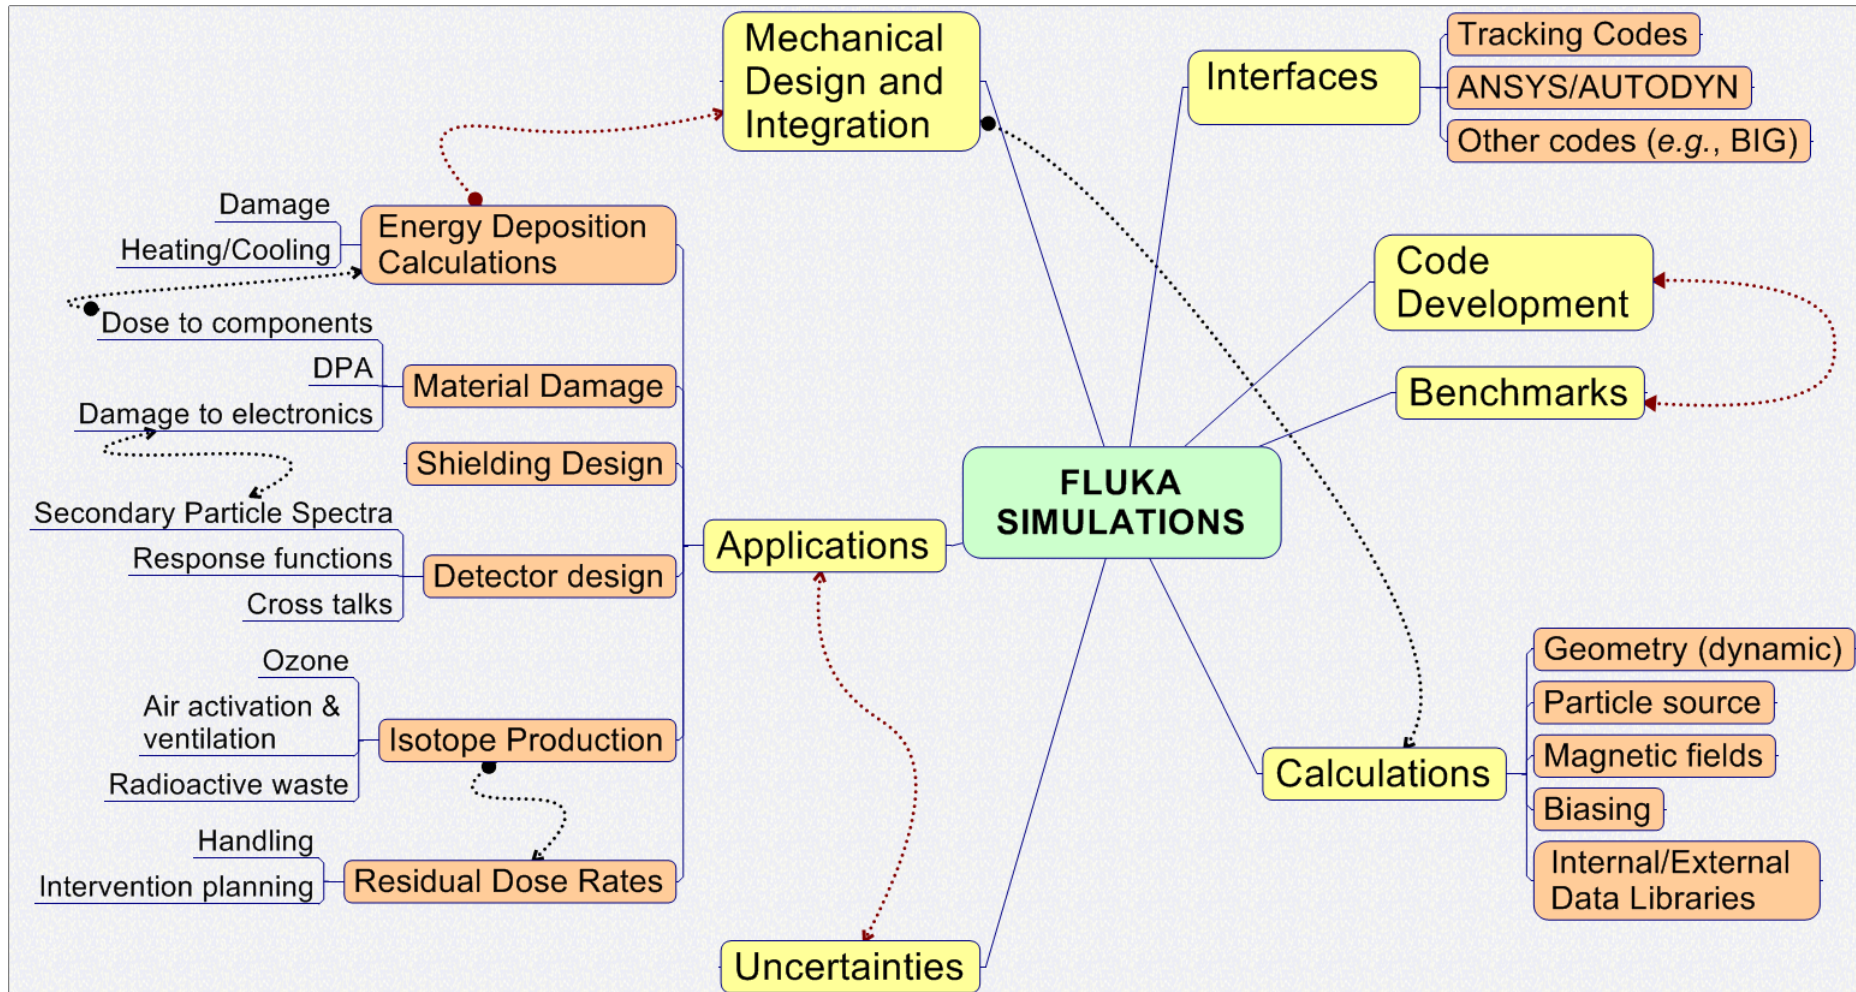 Mechanical
Design and
Integration
Interfaces
Tracking Codes
ANSYS/AUTODYN
Other codes (e.g., BIG)
Damage
Heating/Cooling
Energy Deposition
Calculations
Code
Development
Dose to components
DPA
Damage to electronics
Material Damage
Benchmarks
Shielding Design
FLUKA
SIMULATIONS
Secondary Particle Spectra
Response functions
Cross talks
Detector design
Applications
Ozone
Air activation &
ventilation
Radioactive waste
Isotope Production
Handling
Intervention planning
Residual Dose Rates
Calculations
Geometry (dynamic)
Particle source
Magnetic fields
Biasing
Internal/External
Data Libraries
Uncertainties